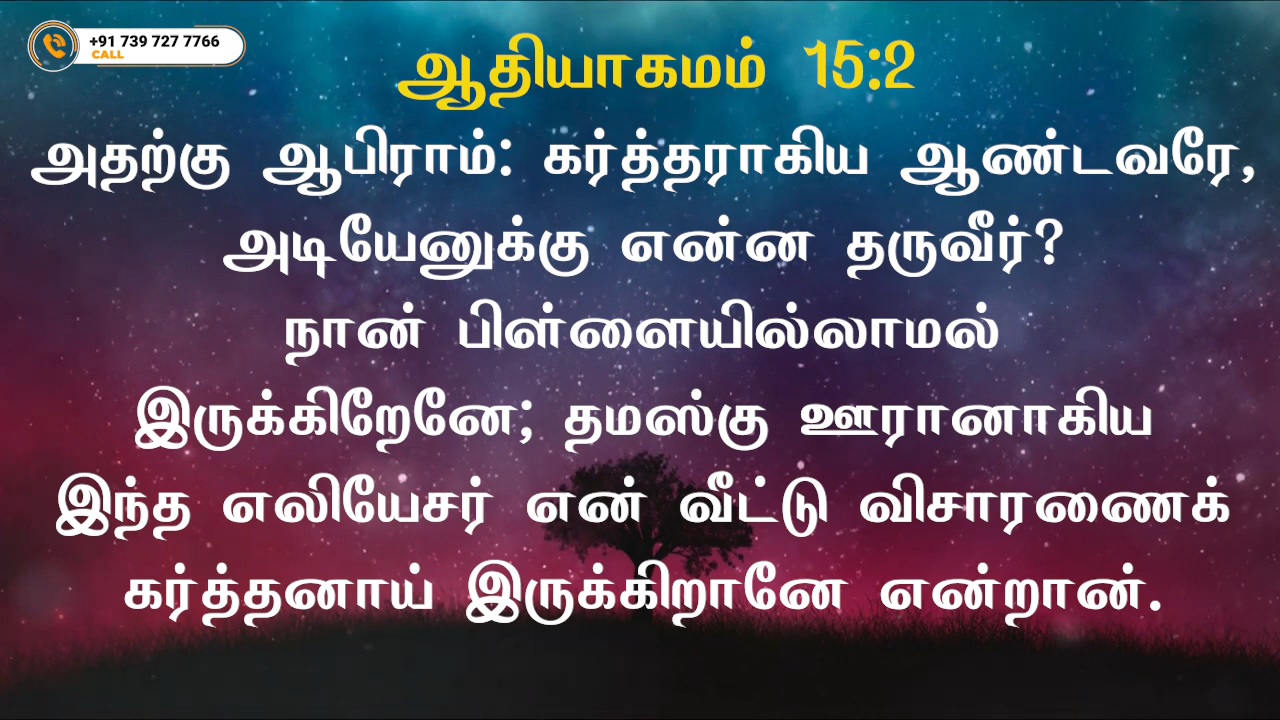 +91 739 727 7766
CALL
ஆதியாகமம் 15:2
அதற்கு ஆபிராம்: கர்த்தராகிய ஆண்டவரே,
அடியேனுக்கு என்ன தருவீர்?
நான் பிள்ளையில்லாமல்
இருக்கிறேனே; தமஸ்கு ஊரானாகிய
இந்த எலியேசர் என் வீட்டு விசாரணைக்
கர்த்தனாய் இருக்கிறானே என்றான்.